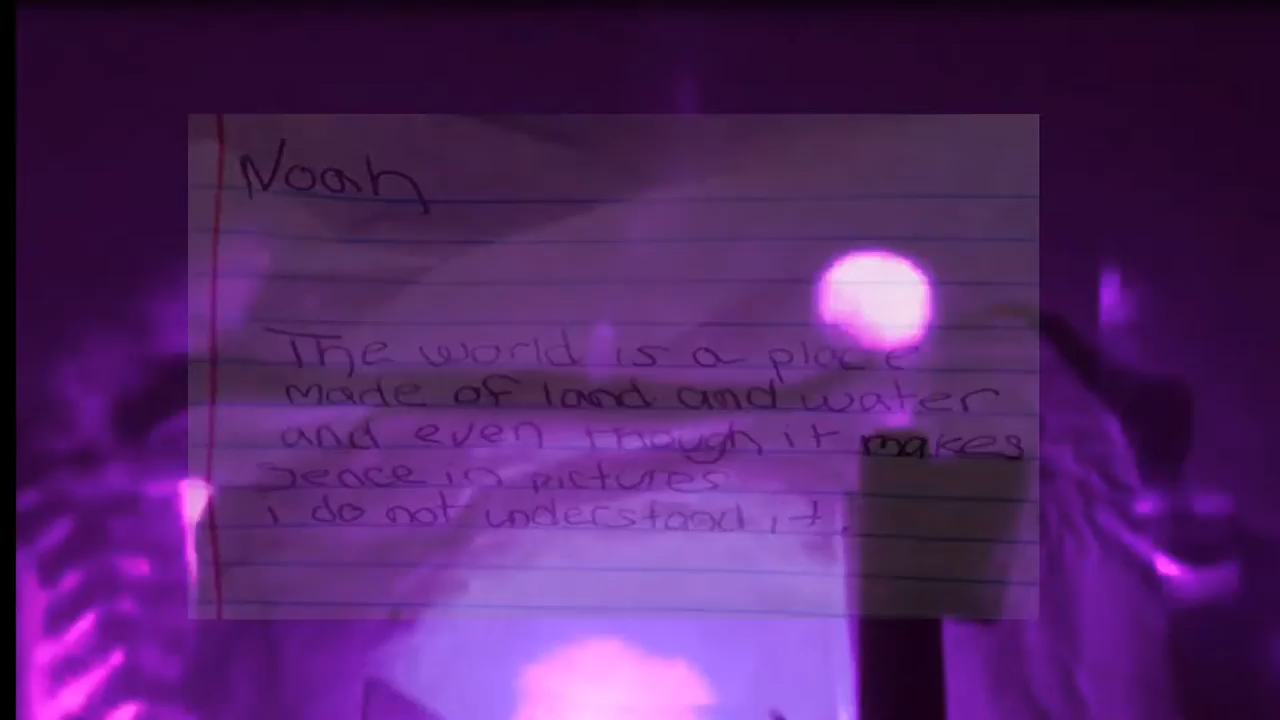 Noah
The world is a place
made of land and water
and even though it makes
sence in pictures
i do not understand it.